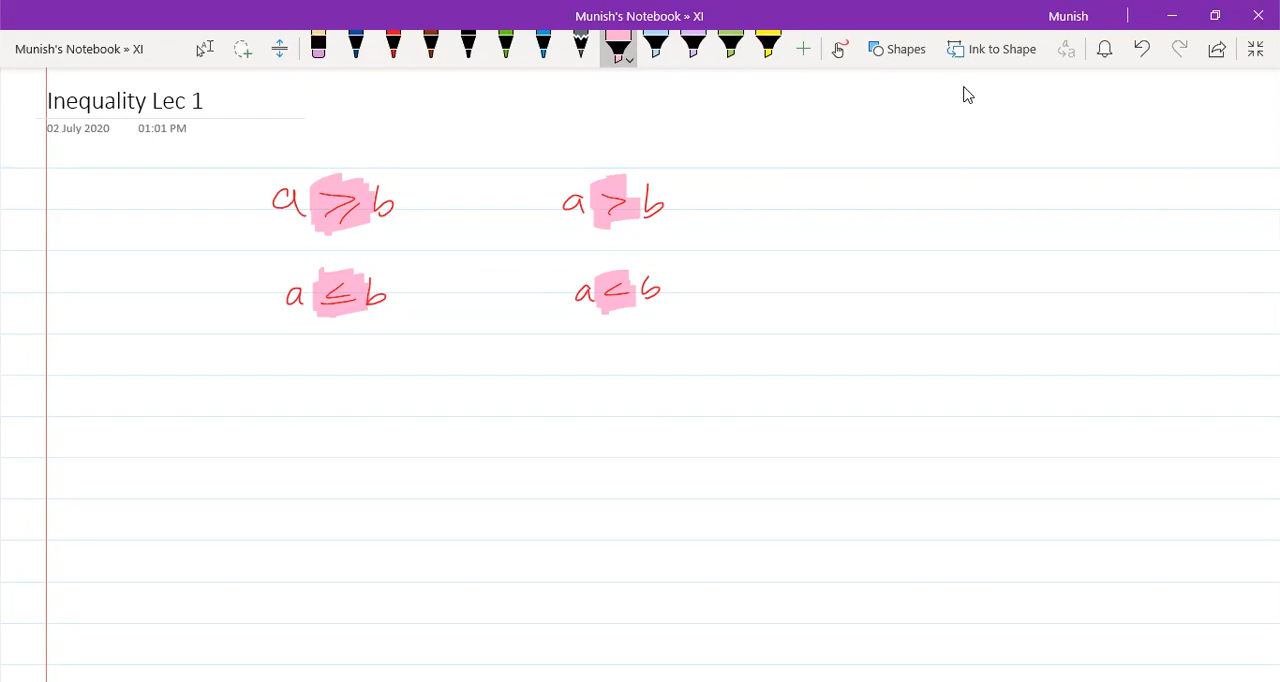 Munish's Notebook » XI
Munish
Munish's Notebook » XI
Shapes
Ink to Shape
Inequality Lec 1
02 July 2020 01:01 PM
a ⩾ b a > b
a ≤ b a < b